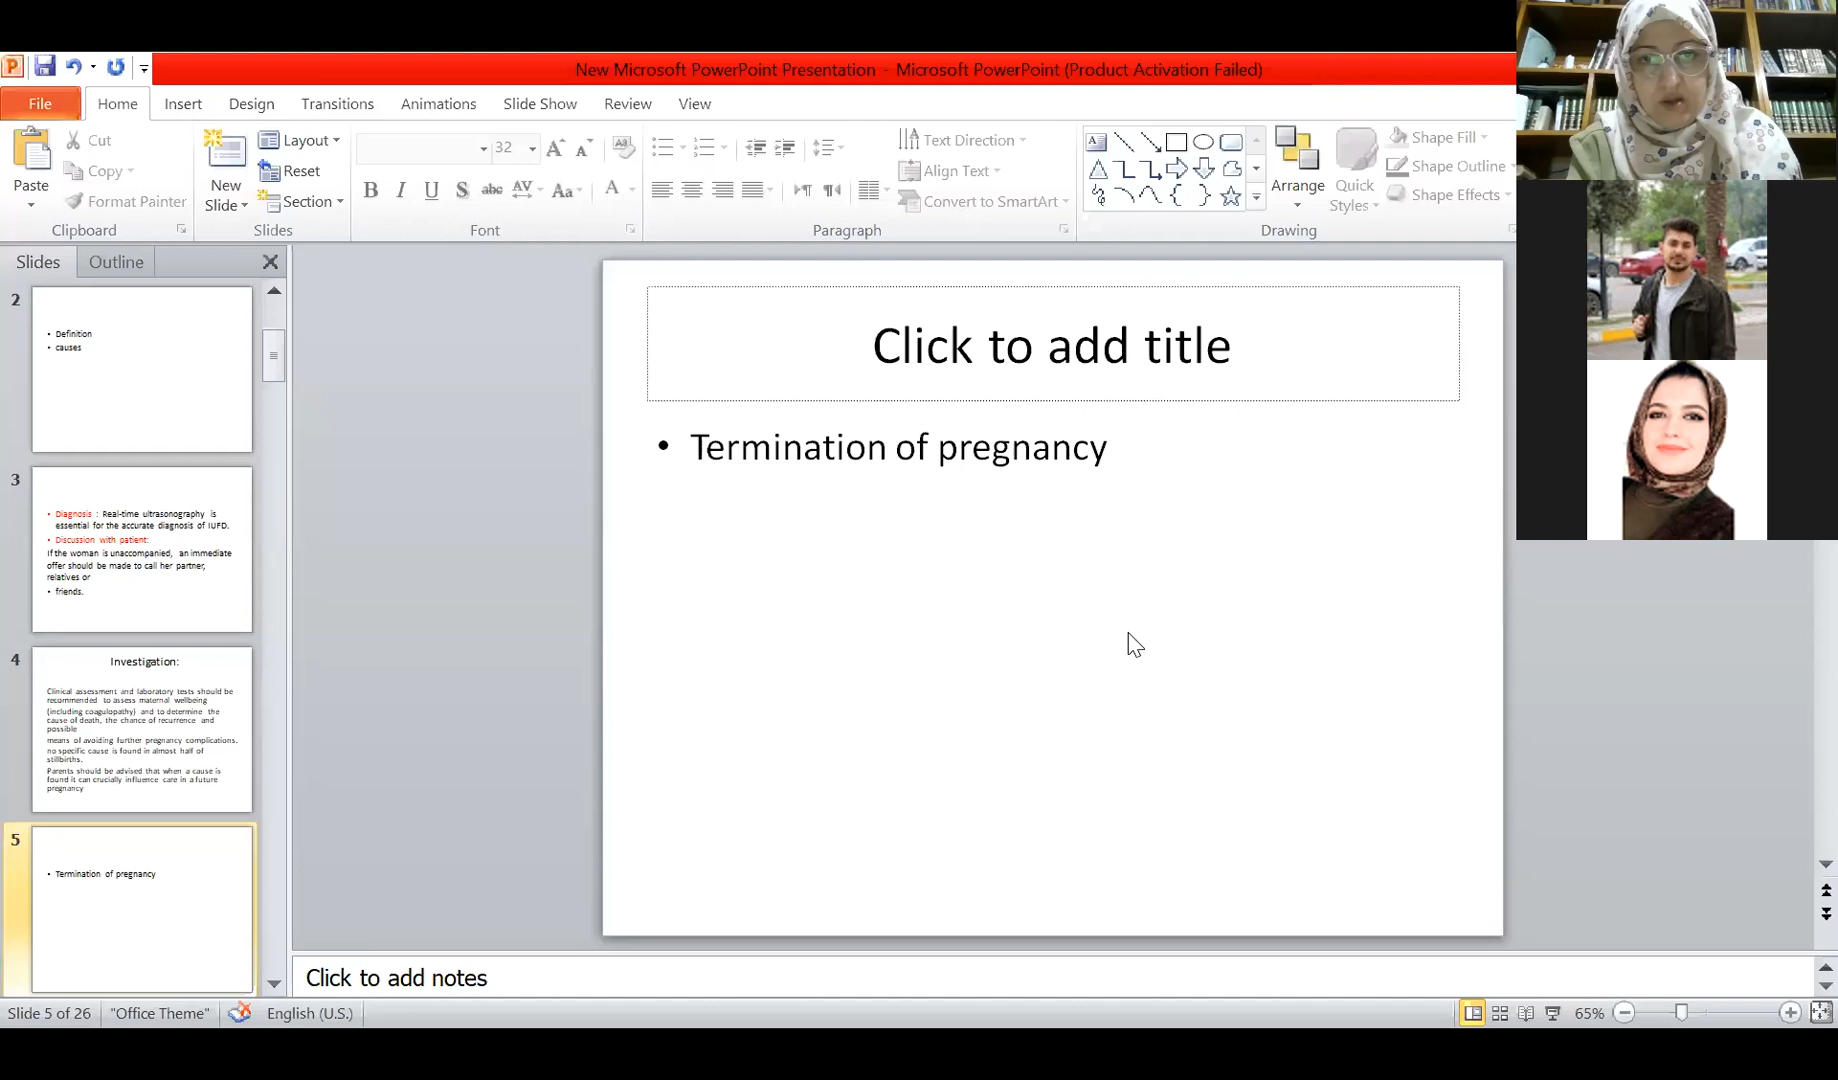 New Microsoft PowerPoint Presentation - Microsoft PowerPoint (Product Activation Failed)
File Home Insert Design Transitions Animations Slide Show Review View
Paste
Cut
Copy
Format Painter
Clipboard
New
Slide
Layout
Reset
Section
Slides
32
B I U S abc AV Aa A
Font
Text Direction
Align Text
Convert to SmartArt
Paragraph
Arrange
Quick
Styles
Shape Fill
Shape Outline
Shape Effects
Drawing
Slides Outline
2
• Definition
• causes
3
• Diagnosis : Real-time ultrasonography is
essential for the accurate diagnosis of IUFD.
• Discussion with patient:
If the woman is unaccompanied, an immediate
offer should be made to call her partner,
relatives or
• friends.
4
Investigation:
Clinical assessment and laboratory tests should be
recommended to assess maternal wellbeing
(including coagulopathy) and to determine the
cause of death, the chance of recurrence and
possible
means of avoiding further pregnancy complications.
no specific cause is found in almost half of
stillbirths.
Parents should be advised that when a cause is
found it can crucially influence care in a future
pregnancy
5
• Termination of pregnancy
Click to add title
• Termination of pregnancy
Click to add notes
Slide 5 of 26 "Office Theme" English (U.S.) 65%